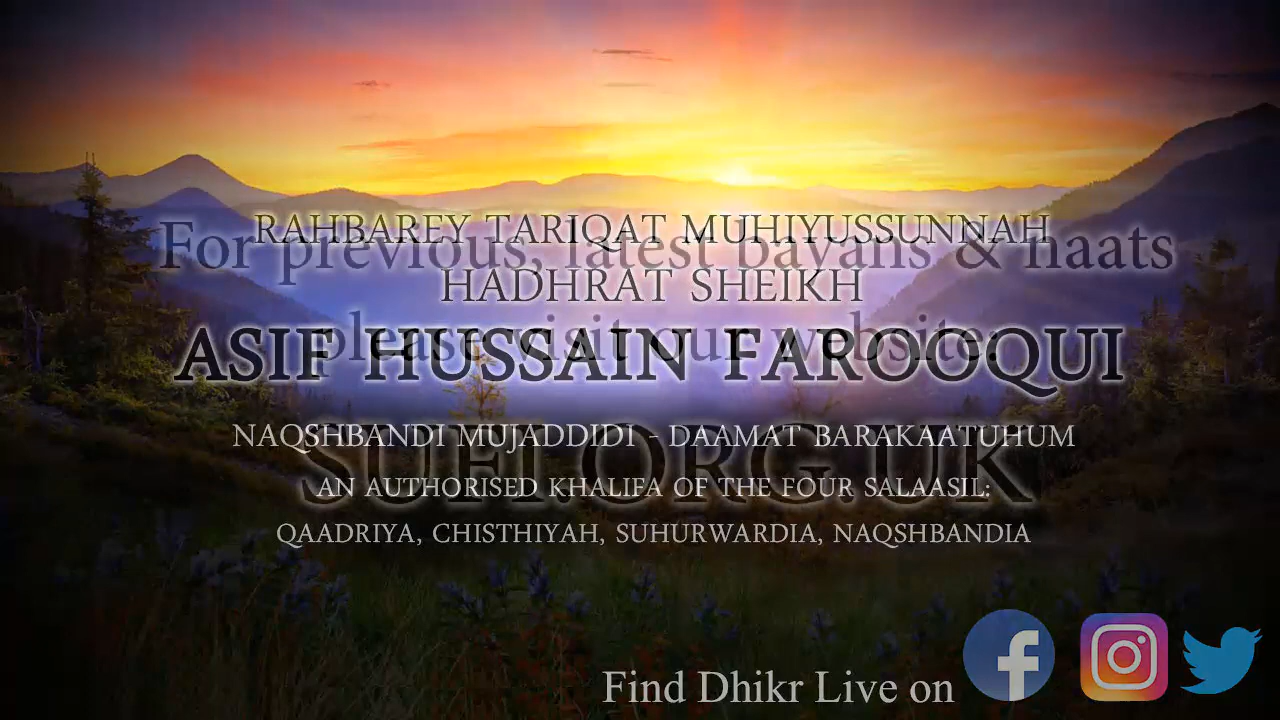 RAHBAREY TARIQAT MUHIYUSSUNNAH
For previous, latest bayans & naats
HADHRAT SHEIKH
ASIF HUSSAIN FAROOQUI
please visit our website:
NAQSHBANDI MUJADDIDI - DAAMAT BARAKAATUHUM
SUFI.ORG.UK
AN AUTHORISED KHALIFA OF THE FOUR SALAASIL:
QAADRIYA, CHISTHIYAH, SUHURWARDIA, NAQSHBANDIA
Find Dhikr Live on